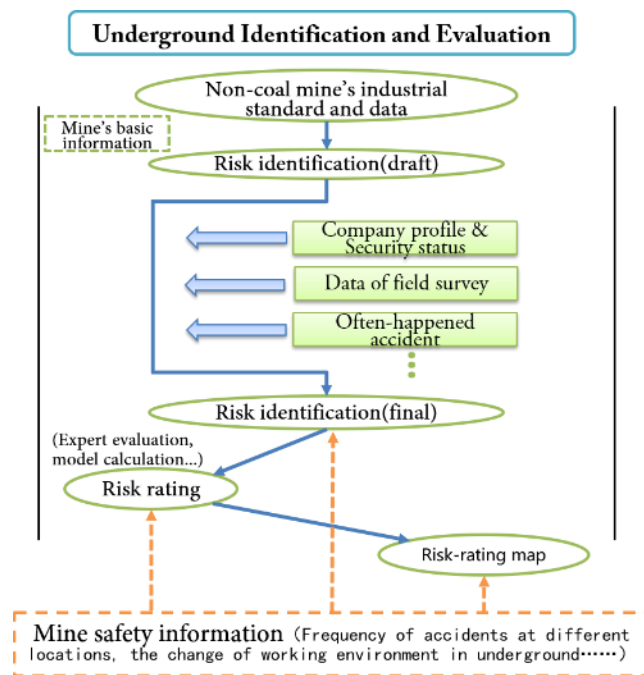 Underground Identification and Evaluation
Non-coal mine's industrial
standard and data
Mine's basic
information
Risk identification(draft)
Company profile &
Security status
Data of field survey
Often-happened
accident
Risk identification(final)
(Expert evaluation,
model calculation...)
Risk rating
Risk-rating map
Mine safety information (Frequency of accidents at different
locations, the change of working environment in underground……)